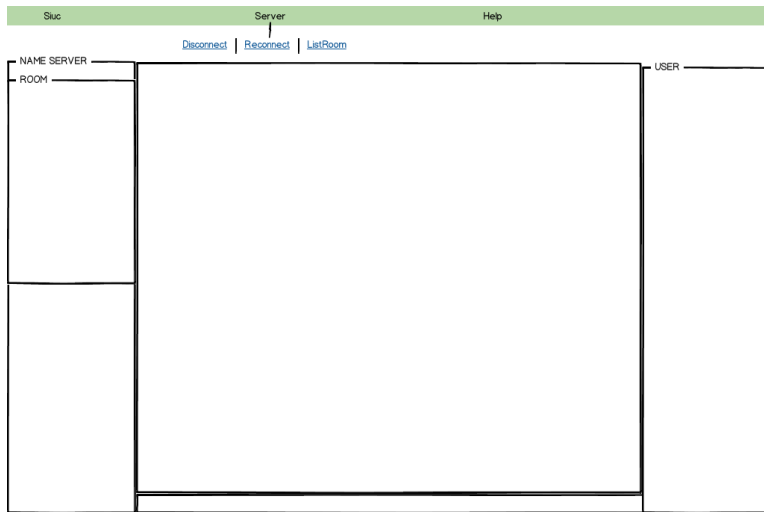 Siuc Server Help
Disconnect Reconnect ListRoom
NAME SERVER
USER
ROOM